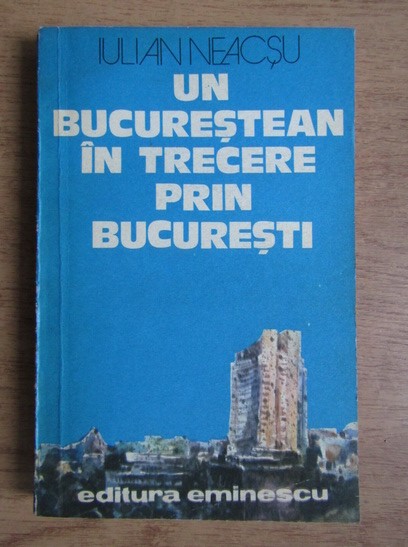 IULIAN NEACȘU
UN
BUCUREȘTEAN
ÎN TRECERE
PRIN
BUCUREȘTI
editura eminescu